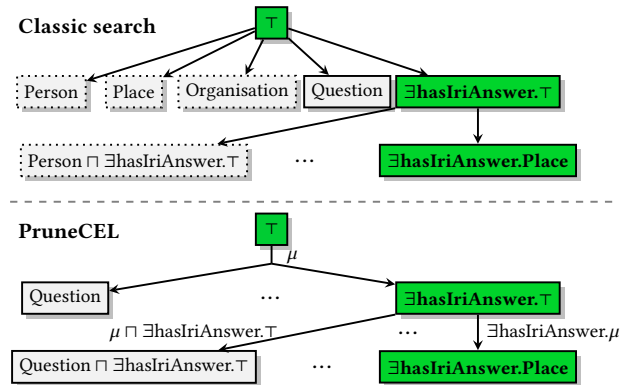 Classic search
⊤
Person Place Organisation Question ∃hasIriAnswer.⊤
Person ⊓ ∃hasIriAnswer.⊤ ... ∃hasIriAnswer.Place
PruneCEL
⊤
μ
Question ... ∃hasIriAnswer.⊤
μ ⊓ ∃hasIriAnswer.⊤ ... ∃hasIriAnswer.μ
Question ⊓ ∃hasIriAnswer.⊤ ... ∃hasIriAnswer.Place